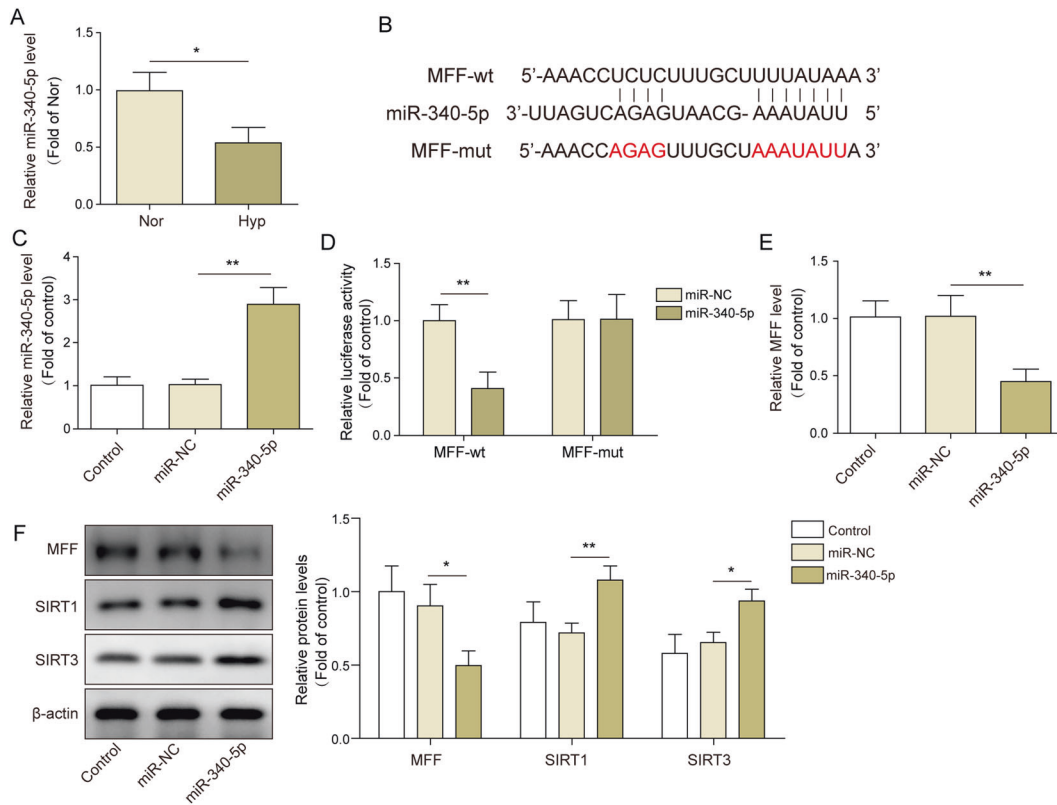 A
Relative miR-340-5p level
(Fold of Nor)
1.5
1.0
0.5
0.0
*
Nor
Hyp
B
MFF-wt 5'-AAACCUCUCUUUGCUUUUAUAAA 3'
miR-340-5p 3'-UUAGUCAGAGUAACG-AAAUAUU 5'
MFF-mut 5'-AAACCAGAGUUUGCUAAAUAUUA 3'
C
Relative miR-340-5p level
(Fold of control)
4
3
2
1
0
**
Control
miR-NC
miR-340-5p
D
Relative luciferase activity
(Fold of control)
1.5
1.0
0.5
0.0
**
MFF-wt
MFF-mut
miR-NC
miR-340-5p
E
Relative MFF level
(Fold of control)
1.5
1.0
0.5
0.0
**
Control
miR-NC
miR-340-5p
F
MFF
SIRT1
SIRT3
β-actin
Control
miR-NC
miR-340-5p
Relative protein levels
(Fold of control)
1.5
1.0
0.5
0.0
*
**
*
MFF
SIRT1
SIRT3
Control
miR-NC
miR-340-5p